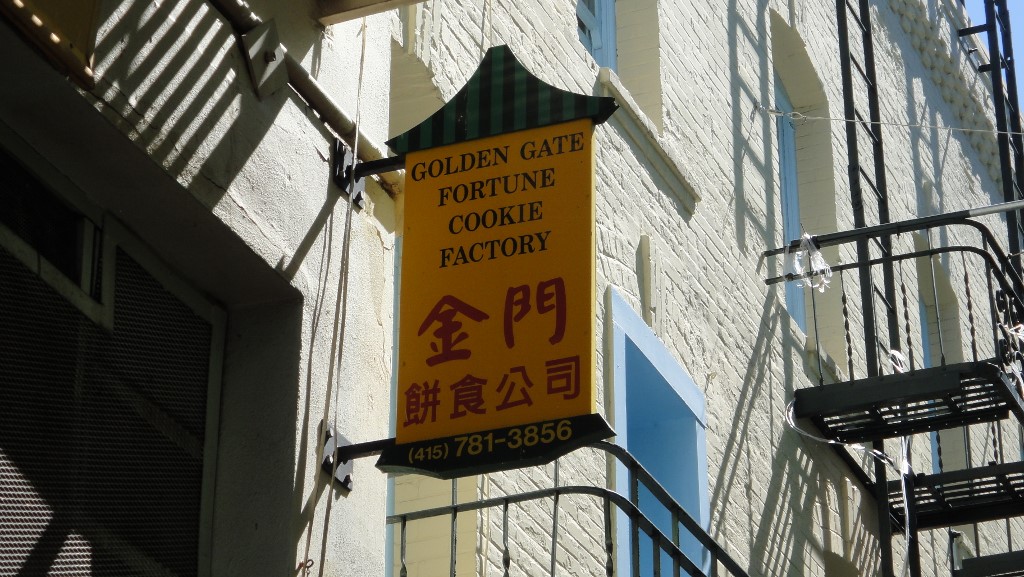 GOLDEN GATE
FORTUNE
COOKIE
FACTORY
金門
餅食公司
(415) 781-3856